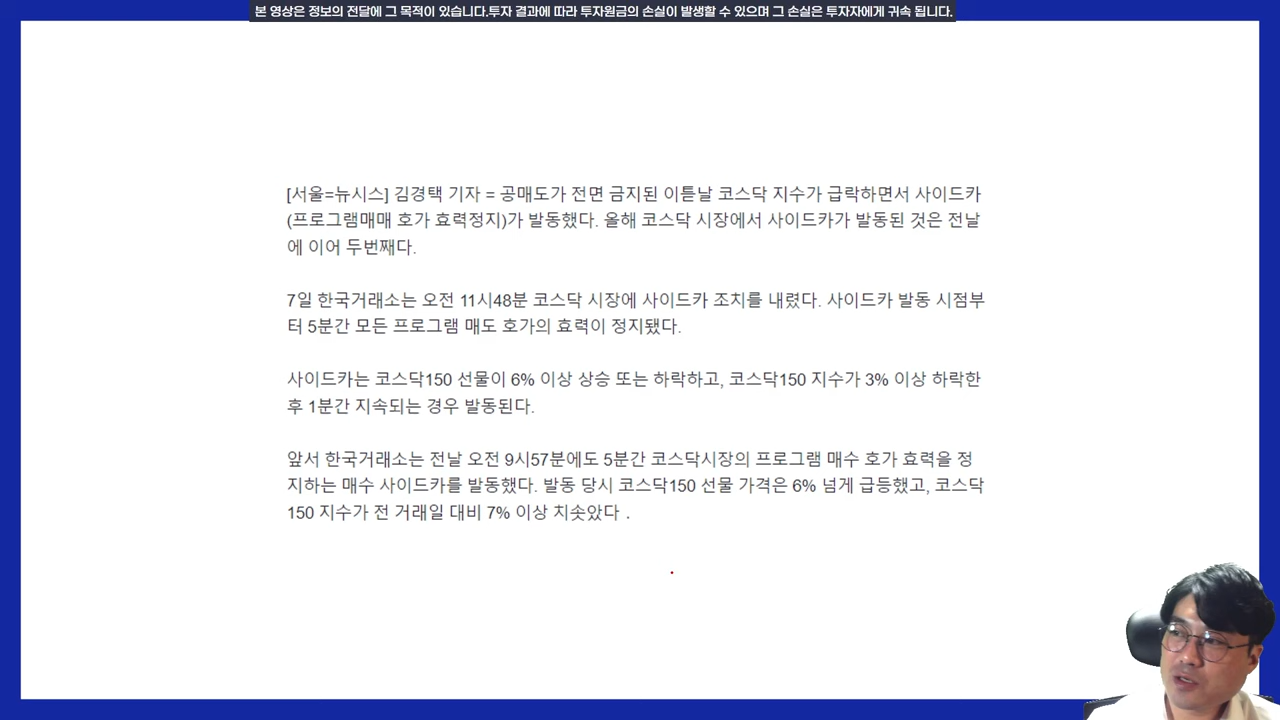 본 영상은 정보의 전달에 그 목적이 있습니다.투자 결과에 따라 투자원금의 손실이 발생할 수 있으며 그 손실은 투자자에게 귀속 됩니다.
[서울=뉴시스] 김경택 기자 = 공매도가 전면 금지된 이튿날 코스닥 지수가 급락하면서 사이드카
(프로그램매매 호가 효력정지)가 발동했다. 올해 코스닥 시장에서 사이드카가 발동된 것은 전날
에 이어 두번째다.
7일 한국거래소는 오전 11시48분 코스닥 시장에 사이드카 조치를 내렸다. 사이드카 발동 시점부
터 5분간 모든 프로그램 매도 호가의 효력이 정지됐다.
사이드카는 코스닥150 선물이 6% 이상 상승 또는 하락하고, 코스닥150 지수가 3% 이상 하락한
후 1분간 지속되는 경우 발동된다.
앞서 한국거래소는 전날 오전 9시57분에도 5분간 코스닥시장의 프로그램 매수 호가 효력을 정
지하는 매수 사이드카를 발동했다. 발동 당시 코스닥150 선물 가격은 6% 넘게 급등했고, 코스닥
150 지수가 전 거래일 대비 7% 이상 치솟았다 .